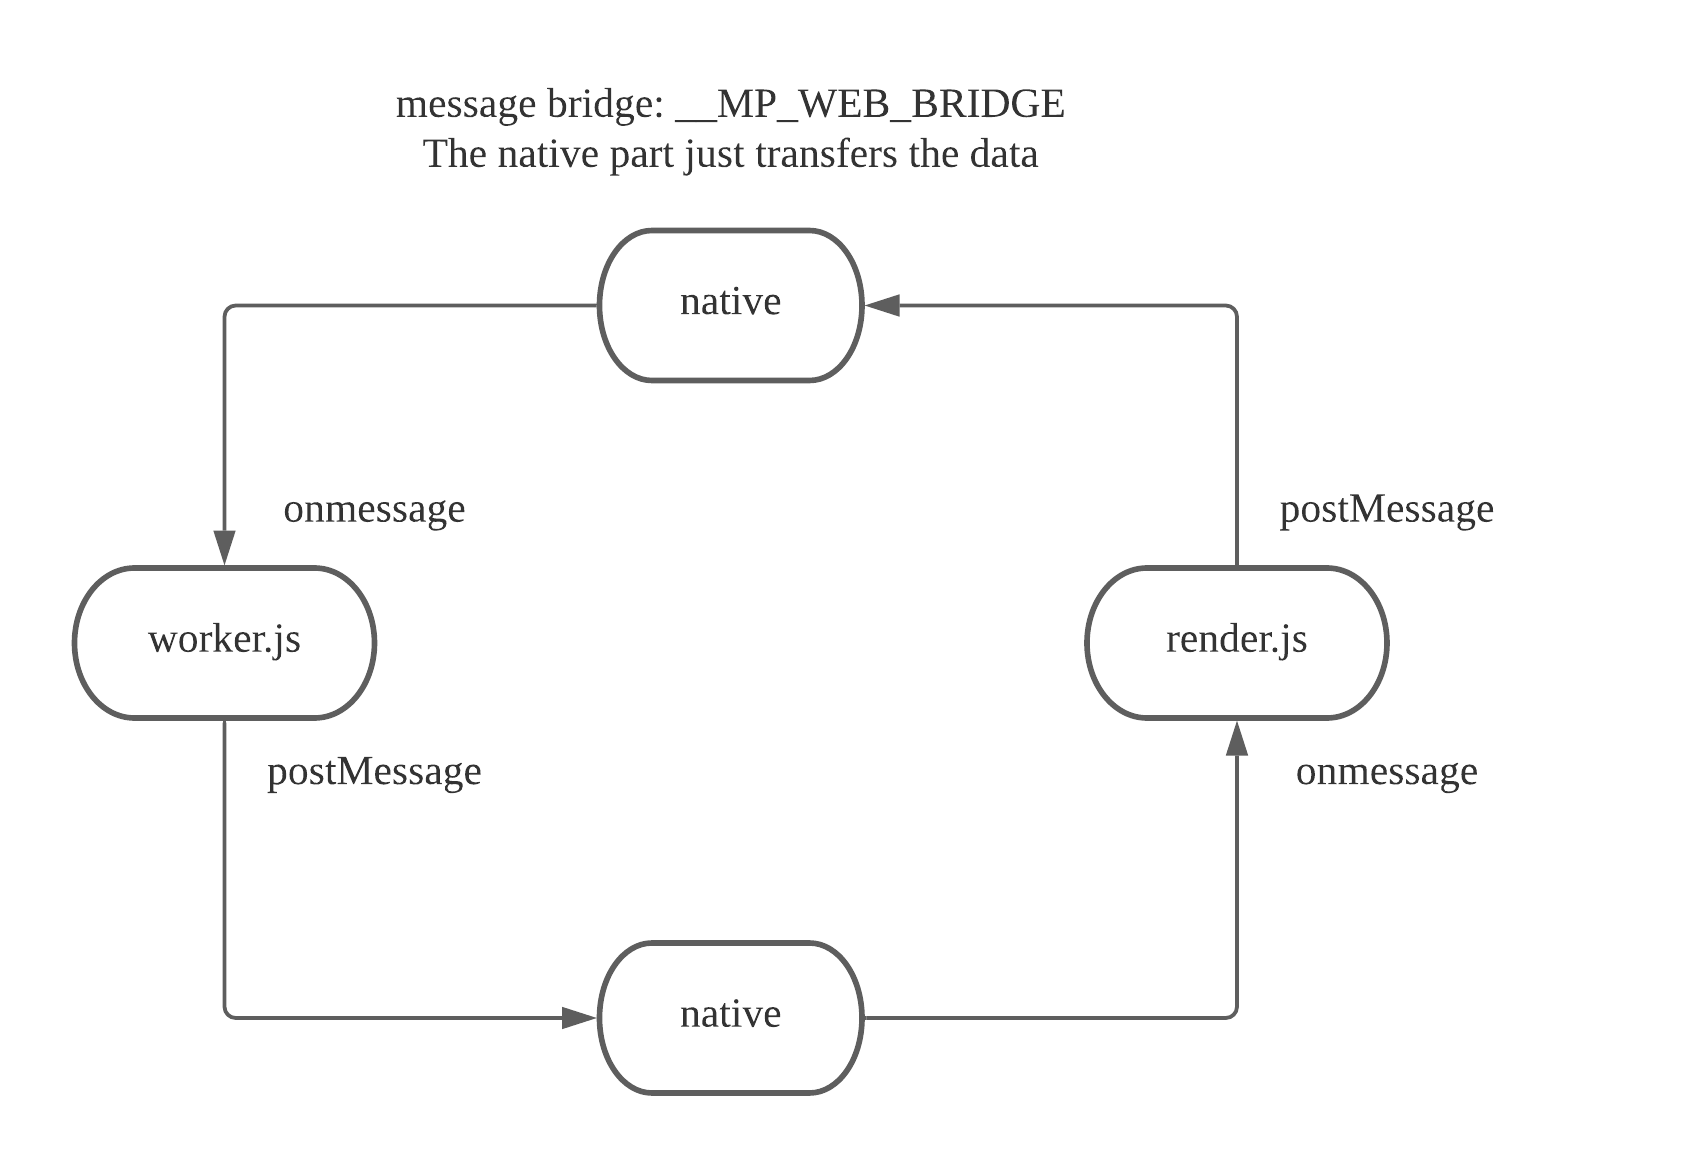 message bridge: __MP_WEB_BRIDGE
The native part just transfers the data
native
onmessage
postMessage
worker.js
render.js
postMessage
onmessage
native